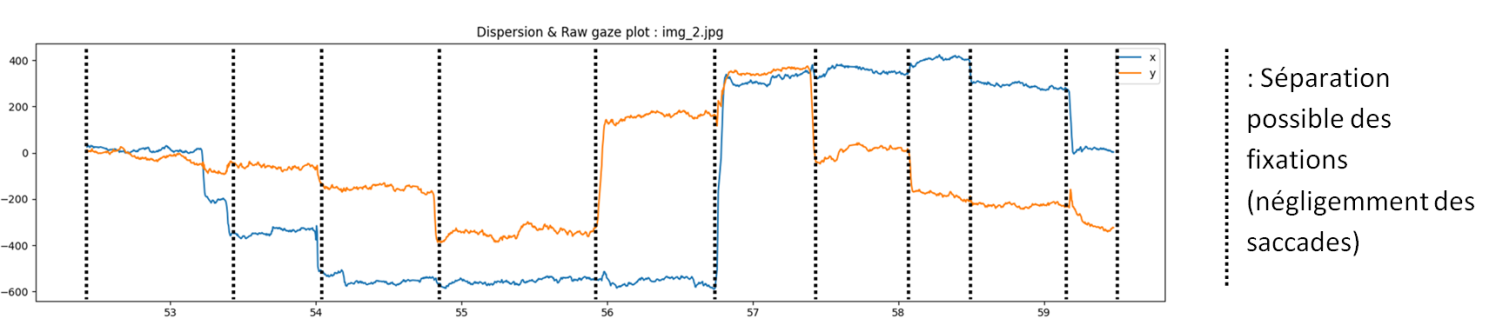 Dispersion & Raw gaze plot : img_2.jpg
x
y
400
200
0
−200
−400
−600
53
54
55
56
57
58
59
: Séparation
possible des
fixations
(négligemment des
saccades)